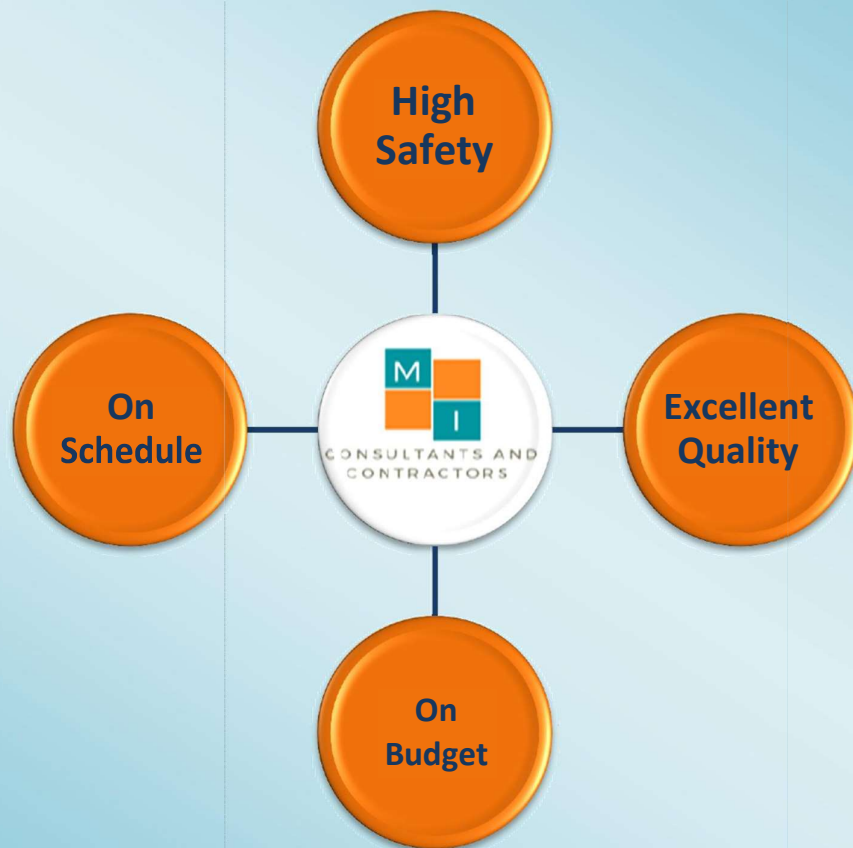 High
Safety
On
Schedule
M
I
CONSULTANTS AND
CONTRACTORS
Excellent
Quality
On
Budget